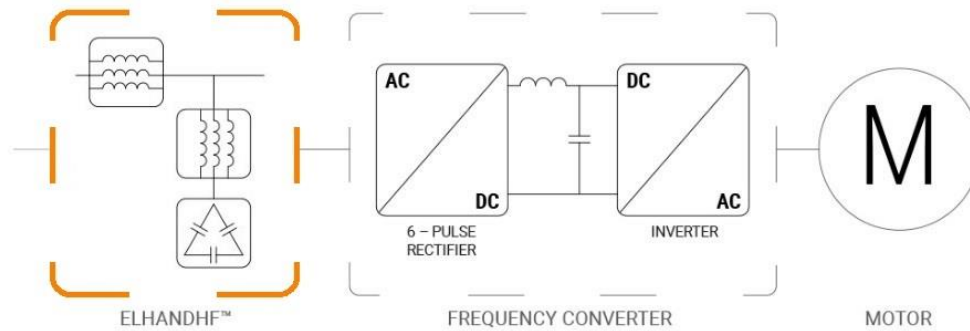 AC
DC
DC
AC
6 – PULSE
RECTIFIER
INVERTER
M
ELHANDHF™
FREQUENCY CONVERTER
MOTOR